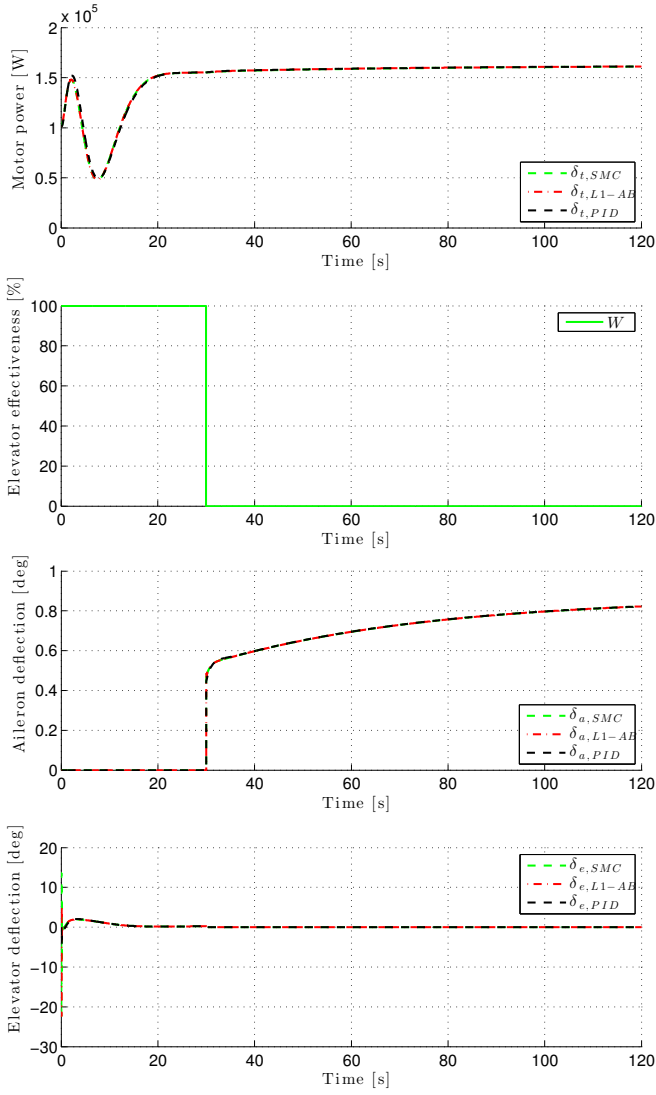 x 10⁵
2
1.5
1
0.5
0
Motor power [W]
0 20 40 60 80 100 120
Time [s]
δt,SMC
δt,L1−AB
δt,PID
100
80
60
40
20
0
Elevator effectiveness [%]
0 20 40 60 80 100 120
Time [s]
W
1
0.8
0.6
0.4
0.2
0
Aileron deflection [deg]
0 20 40 60 80 100 120
Time [s]
δa,SMC
δa,L1−AB
δa,PID
20
10
0
−10
−20
−30
Elevator deflection [deg]
0 20 40 60 80 100 120
Time [s]
δe,SMC
δe,L1−AB
δe,PID